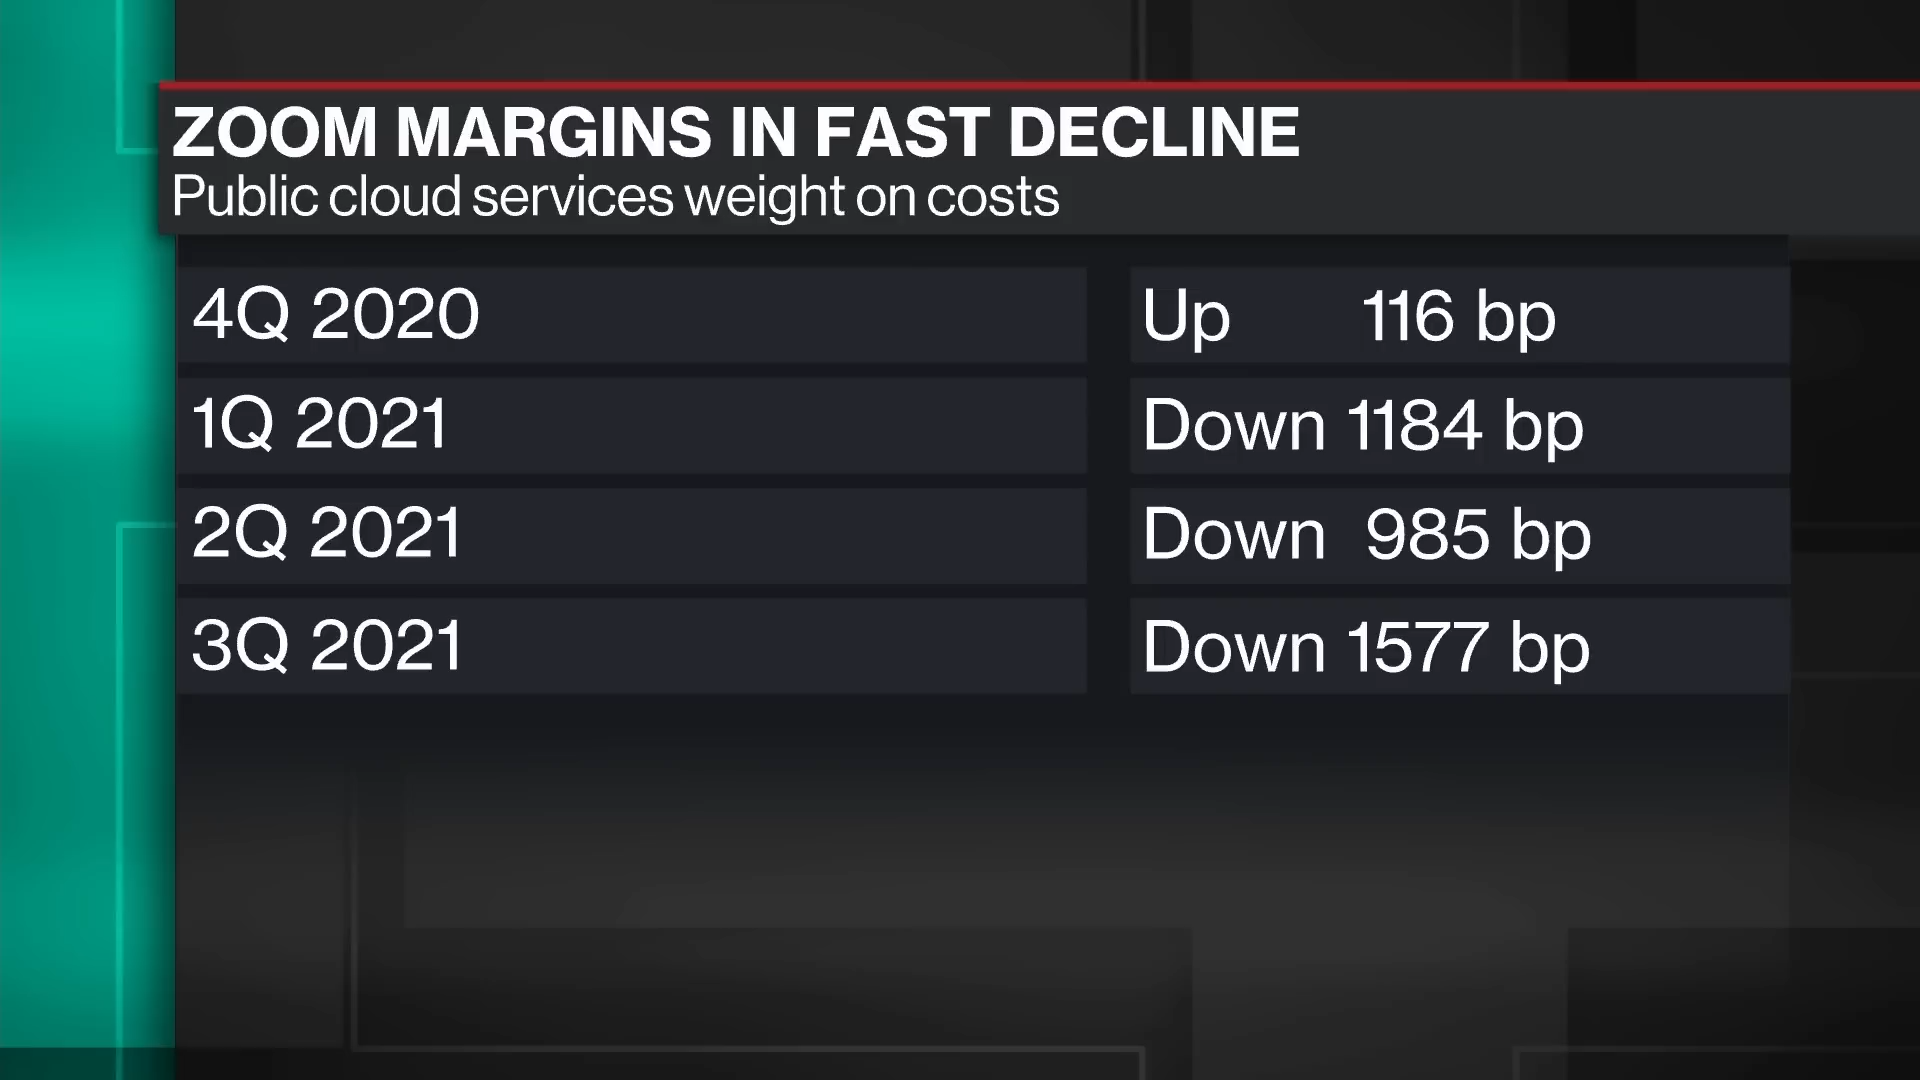 ZOOM MARGINS IN FAST DECLINE
Public cloud services weight on costs
4Q 2020 Up 116 bp
1Q 2021 Down 1184 bp
2Q 2021 Down 985 bp
3Q 2021 Down 1577 bp